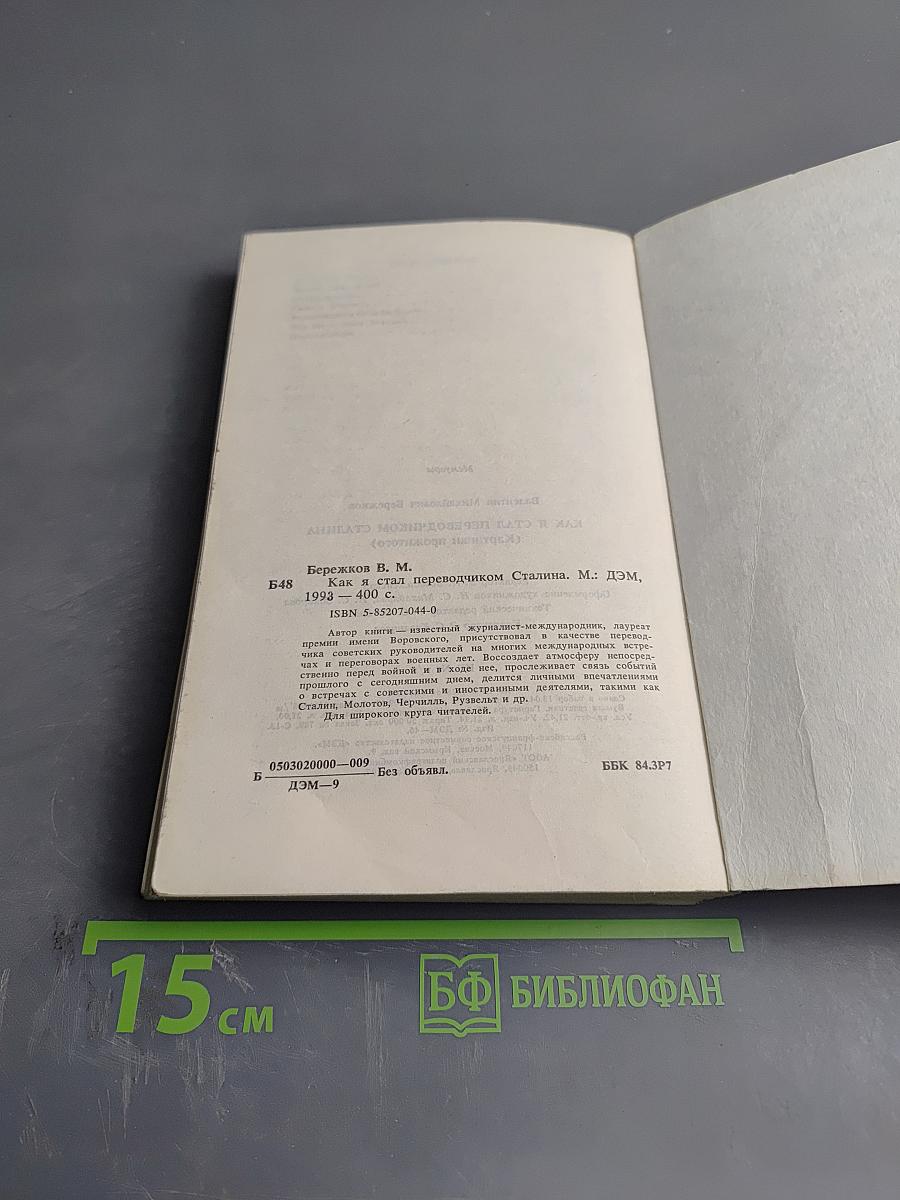 Бережков В. М.
Б48 Как я стал переводчиком Сталина. М.: ДЭМ,
1993 — 400 с.
ISBN 5-85207-044-0
Автор книги — известный журналист-международник, лауреат
премии имени Воровского, присутствовал в качестве перевод-
чика советских руководителей на многих международных встре-
чах и переговорах военных лет. Воссоздает атмосферу непосред-
ственно перед войной и в ходе нее, прослеживает связь событий
прошлого с сегодняшним днем, делится личными впечатлениями
о встречах с советскими и иностранными деятелями, такими как
Сталин, Молотов, Черчилль, Рузвельт и др.
Для широкого круга читателей.
Б 0503020000—009 Без объявл. ББК 84.3Р7
ДЭМ—9
15 см
БФ БИБЛИОФАН